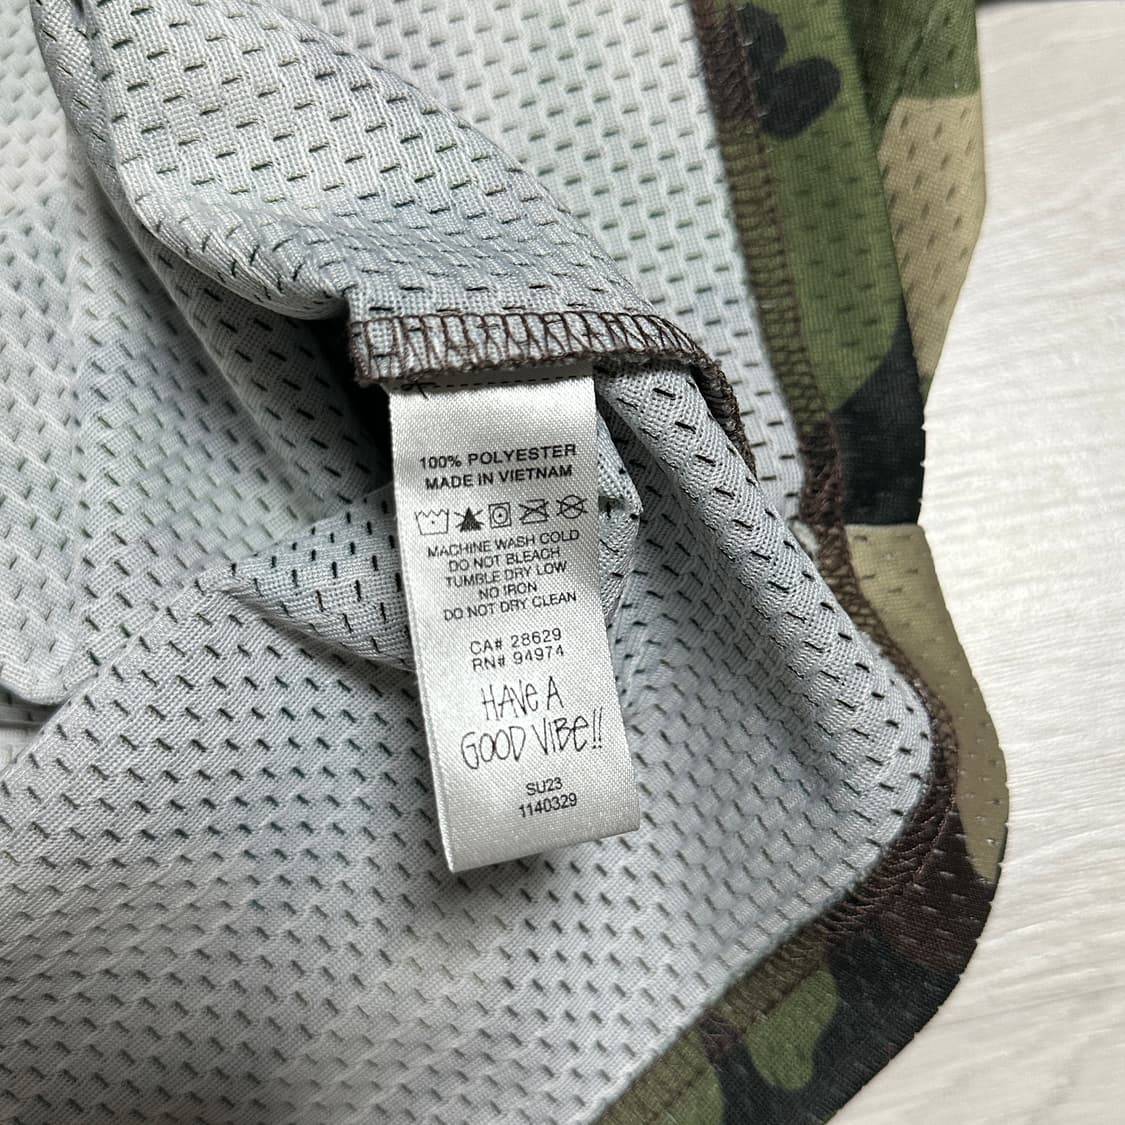 100% POLYESTER
MADE IN VIETNAM
MACHINE WASH COLD
DO NOT BLEACH
TUMBLE DRY LOW
NO IRON
DO NOT DRY CLEAN
CA# 28629
RN# 94974
HAVE A
GOOD VIBE!!
SU23
1140329